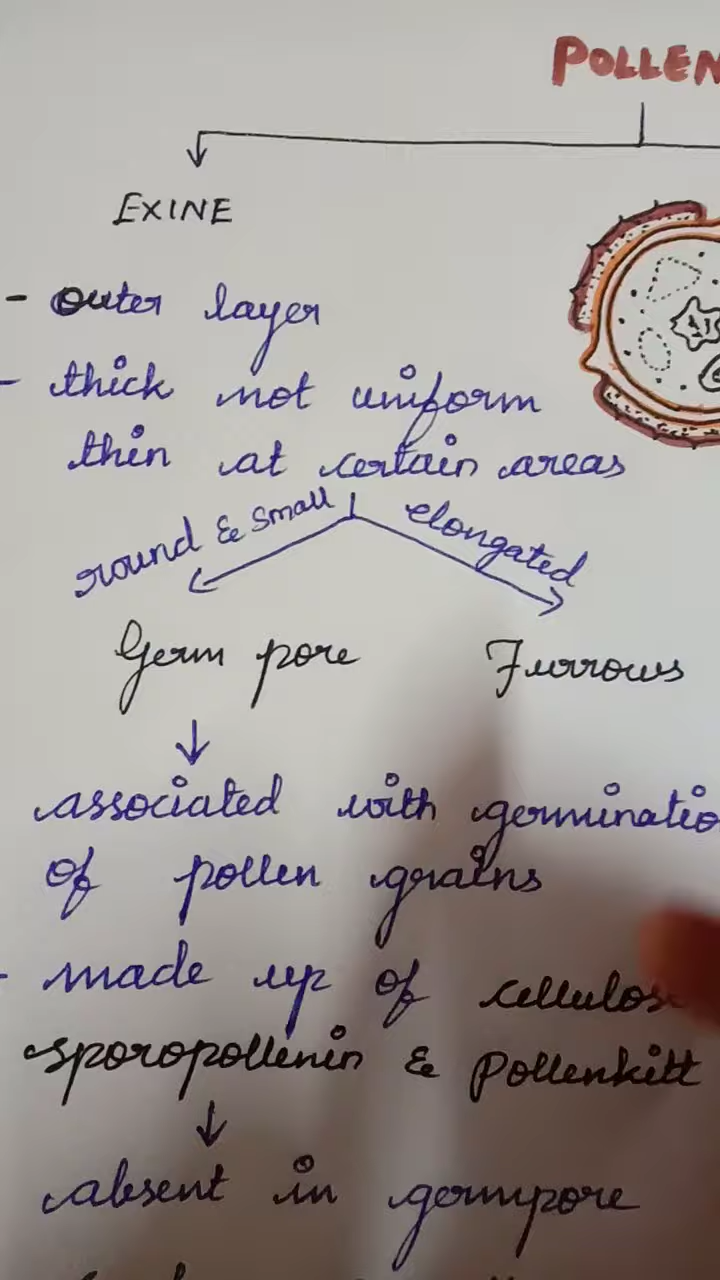 POLLEN
EXINE
- outer layer
- thick not uniform
thin at certain areas
round & small elongated
Germ pore Furrows
associated with germinatio
of pollen grains
- made up of cellulose
sporopollenin & Pollenkitt
absent in germpore